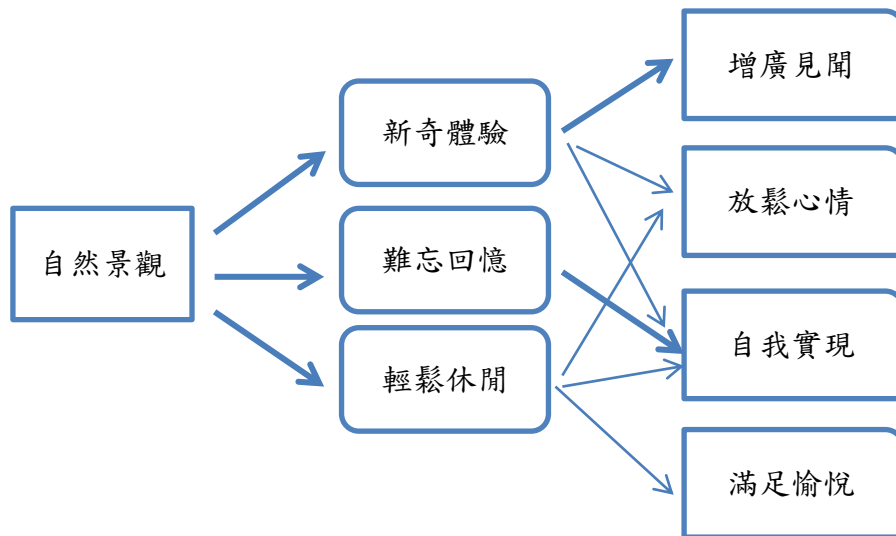 自然景觀
新奇體驗
難忘回憶
輕鬆休閒
增廣見聞
放鬆心情
自我實現
滿足愉悅